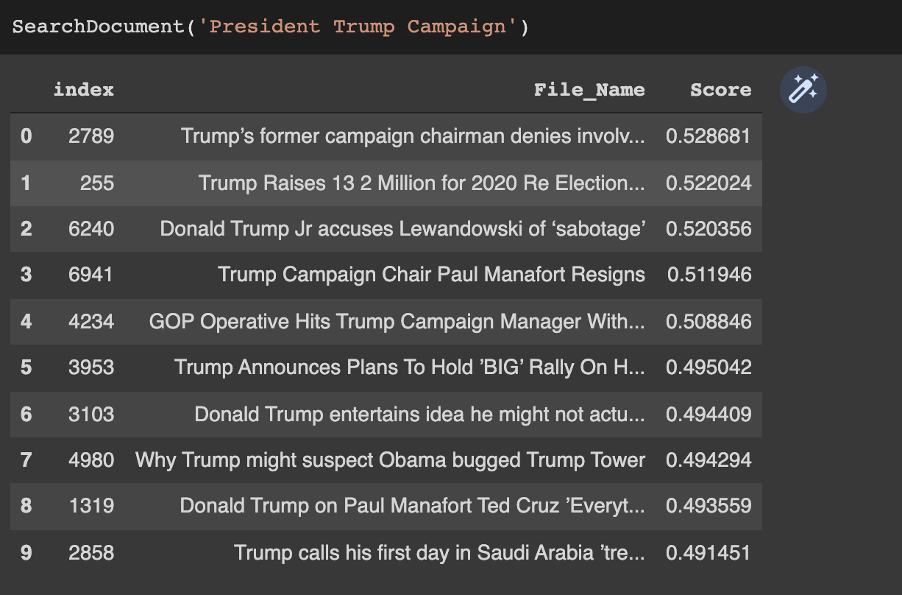 SearchDocument('President Trump Campaign')
index File_Name Score
0 2789 Trump’s former campaign chairman denies involv... 0.528681
1 255 Trump Raises 13 2 Million for 2020 Re Election... 0.522024
2 6240 Donald Trump Jr accuses Lewandowski of ‘sabotage’ 0.520356
3 6941 Trump Campaign Chair Paul Manafort Resigns 0.511946
4 4234 GOP Operative Hits Trump Campaign Manager With... 0.508846
5 3953 Trump Announces Plans To Hold ’BIG’ Rally On H... 0.495042
6 3103 Donald Trump entertains idea he might not actu... 0.494409
7 4980 Why Trump might suspect Obama bugged Trump Tower 0.494294
8 1319 Donald Trump on Paul Manafort Ted Cruz ’Everyt... 0.493559
9 2858 Trump calls his first day in Saudi Arabia ’tre... 0.491451